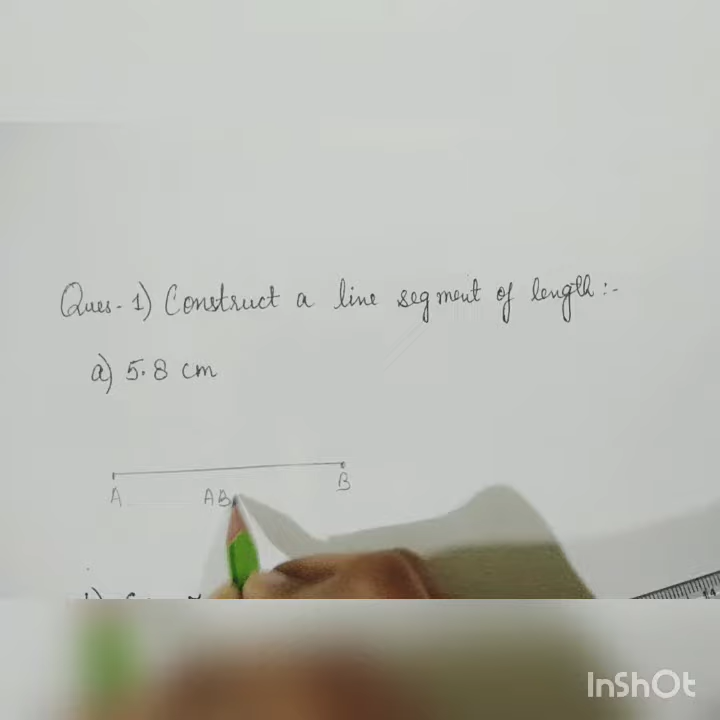 Ques- 1) Construct a line segment of length :-
a) 5.8 cm
A B
AB
InShOt